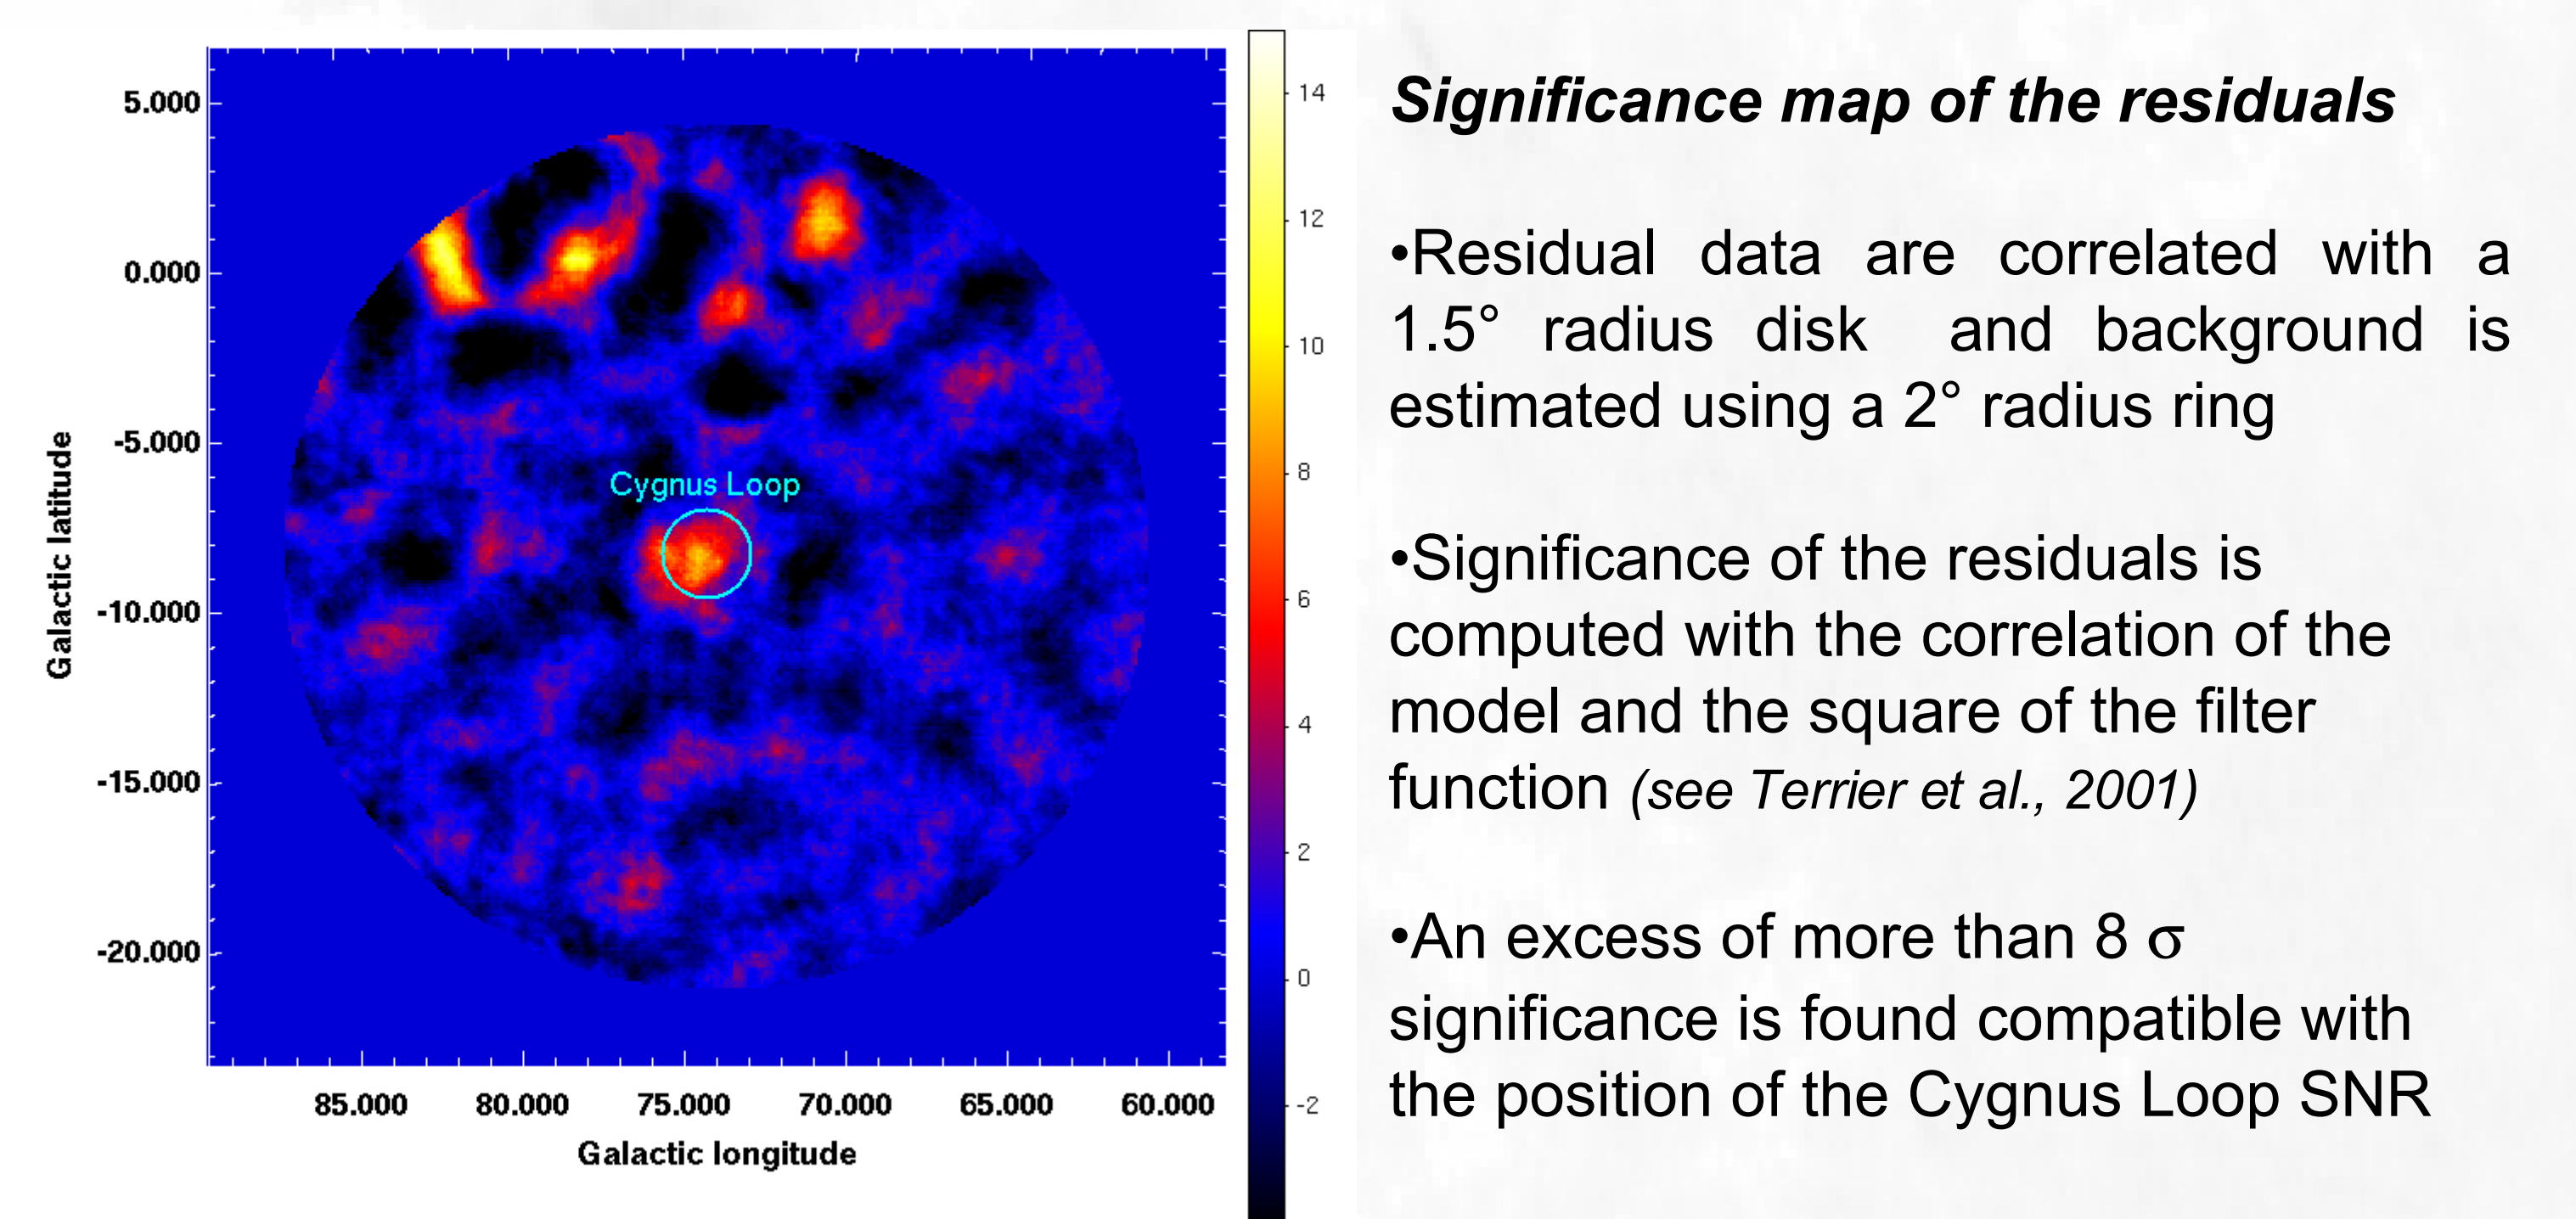 5.000
0.000
-5.000
-10.000
-15.000
-20.000
Galactic latitude
Cygnus Loop
85.000 80.000 75.000 70.000 65.000 60.000
Galactic longitude
14
12
10
8
6
4
2
0
-2
Significance map of the residuals
•Residual data are correlated with a
1.5° radius disk and background is
estimated using a 2° radius ring
•Significance of the residuals is
computed with the correlation of the
model and the square of the filter
function (see Terrier et al., 2001)
•An excess of more than 8 σ
significance is found compatible with
the position of the Cygnus Loop SNR